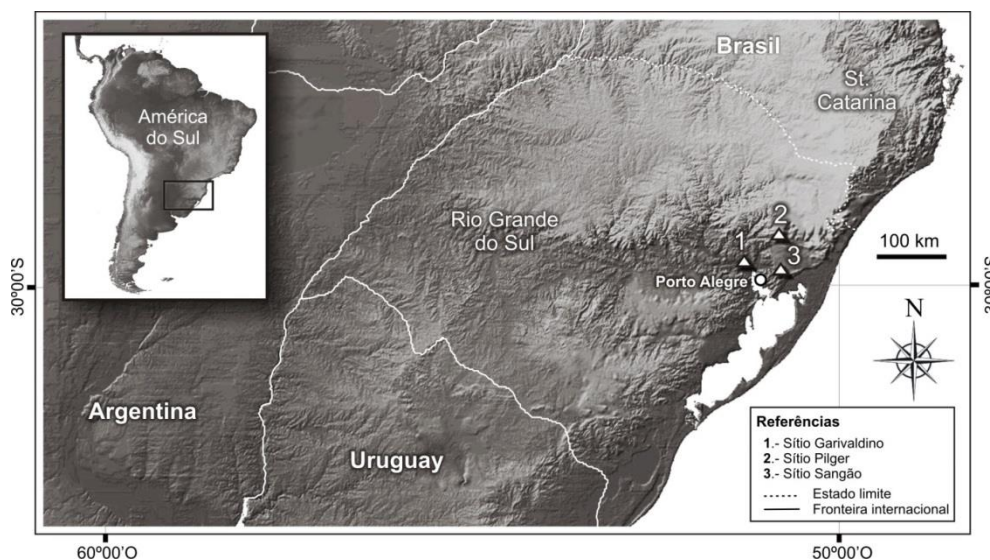 Brasil
St.
Catarina
América
do Sul
Rio Grande
do Sul
2
1
3
100 km
Porto Alegre
30º00'S
30º00'S
N
Argentina
Uruguay
Referências
1.- Sítio Garivaldino
2.- Sítio Pilger
3.- Sítio Sangão
Estado limite
Fronteira internacional
60º00'O
50º00'O